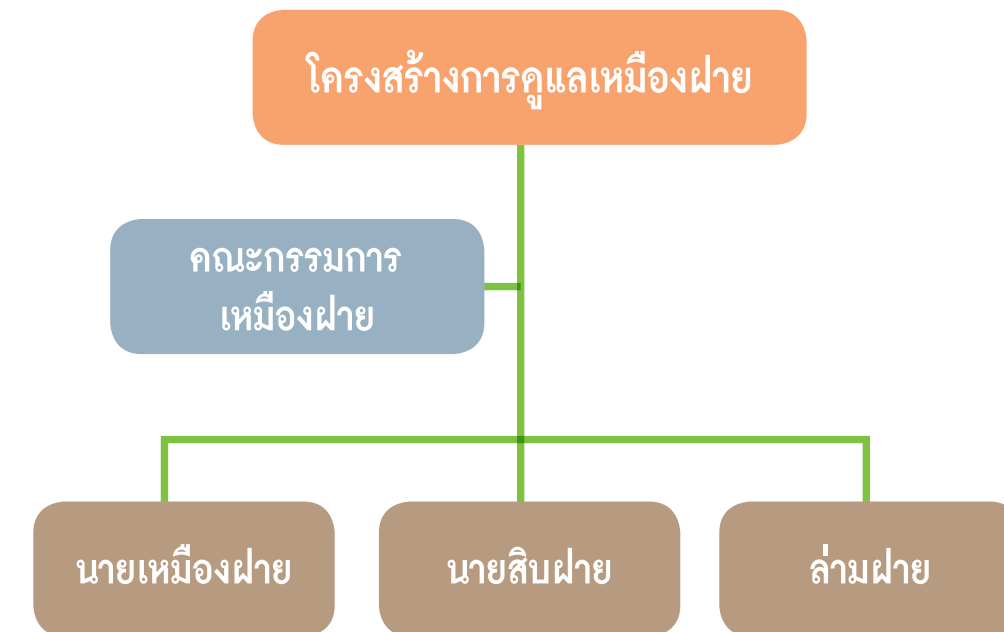 โครงสร้างการดูแลเหมืองฝาย
คณะกรรมการ
เหมืองฝาย
นายเหมืองฝาย
นายสิบฝาย
ล่ามฝาย